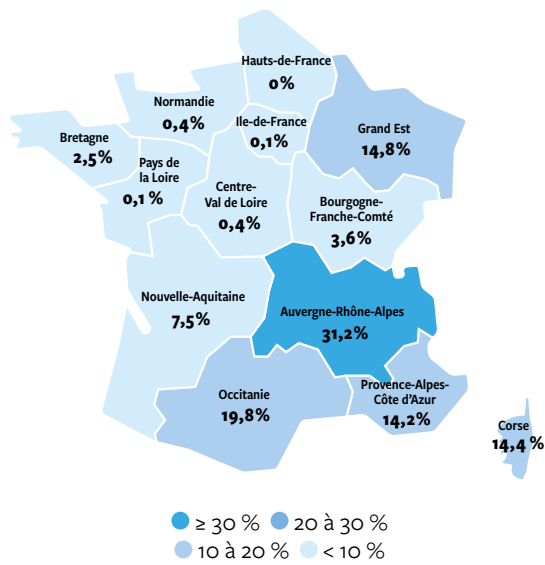 Hauts-de-France
0%
Normandie
0,4%
Ile-de-France
0,1%
Grand Est
14,8%
Bretagne
2,5%
Pays de
la Loire
0,1 %
Centre-
Val de Loire
0,4%
Bourgogne-
Franche-Comté
3,6%
Nouvelle-Aquitaine
7,5%
Auvergne-Rhône-Alpes
31,2%
Occitanie
19,8%
Provence-Alpes-
Côte d'Azur
14,2%
Corse
14,4 %
≥ 30 % 20 à 30 %
10 à 20 % < 10 %